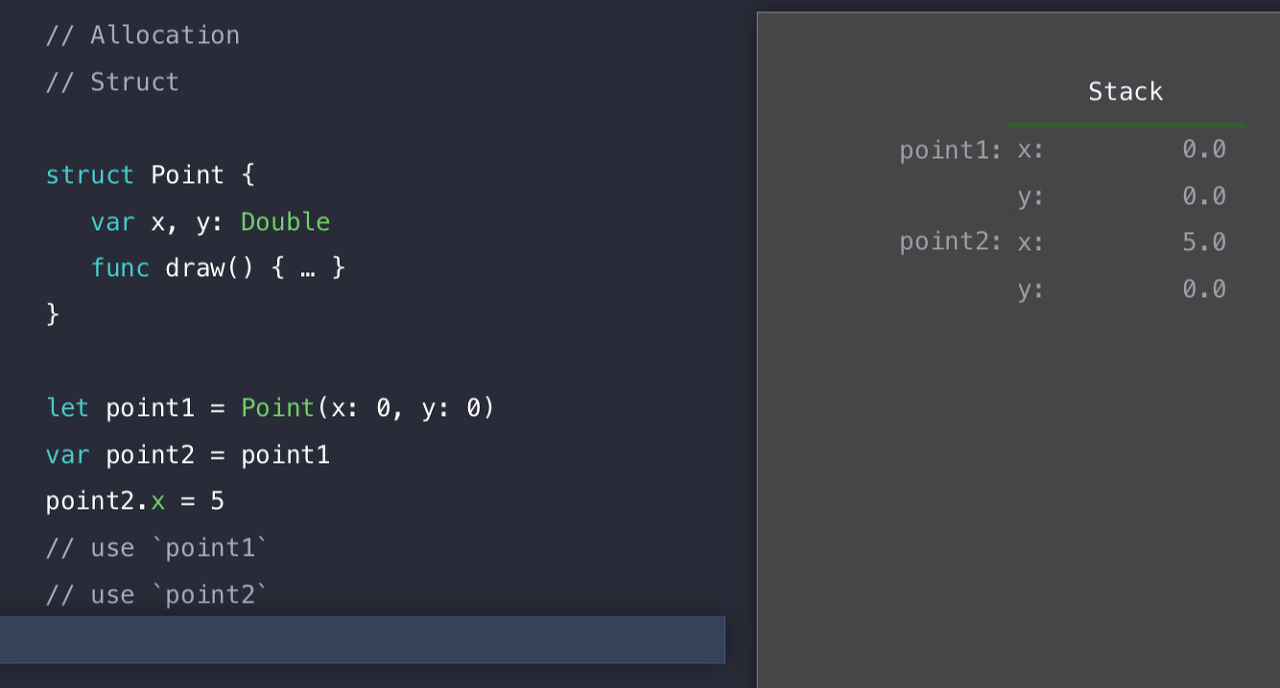 // Allocation
// Struct
struct Point {
   var x, y: Double
   func draw() { … }
}
let point1 = Point(x: 0, y: 0)
var point2 = point1
point2.x = 5
// use `point1`
// use `point2`
Stack
point1: x: 0.0
y: 0.0
point2: x: 5.0
y: 0.0